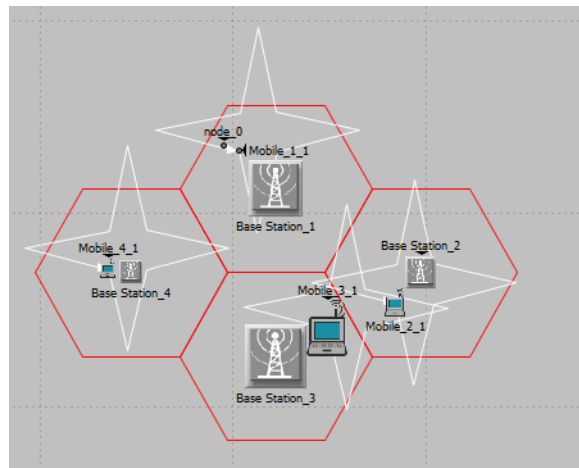 node_0
Mobile_1_1
Base Station_1
Mobile_4_1
Base Station_2
Base Station_4
Mobile_3_1
Mobile_2_1
Base Station_3